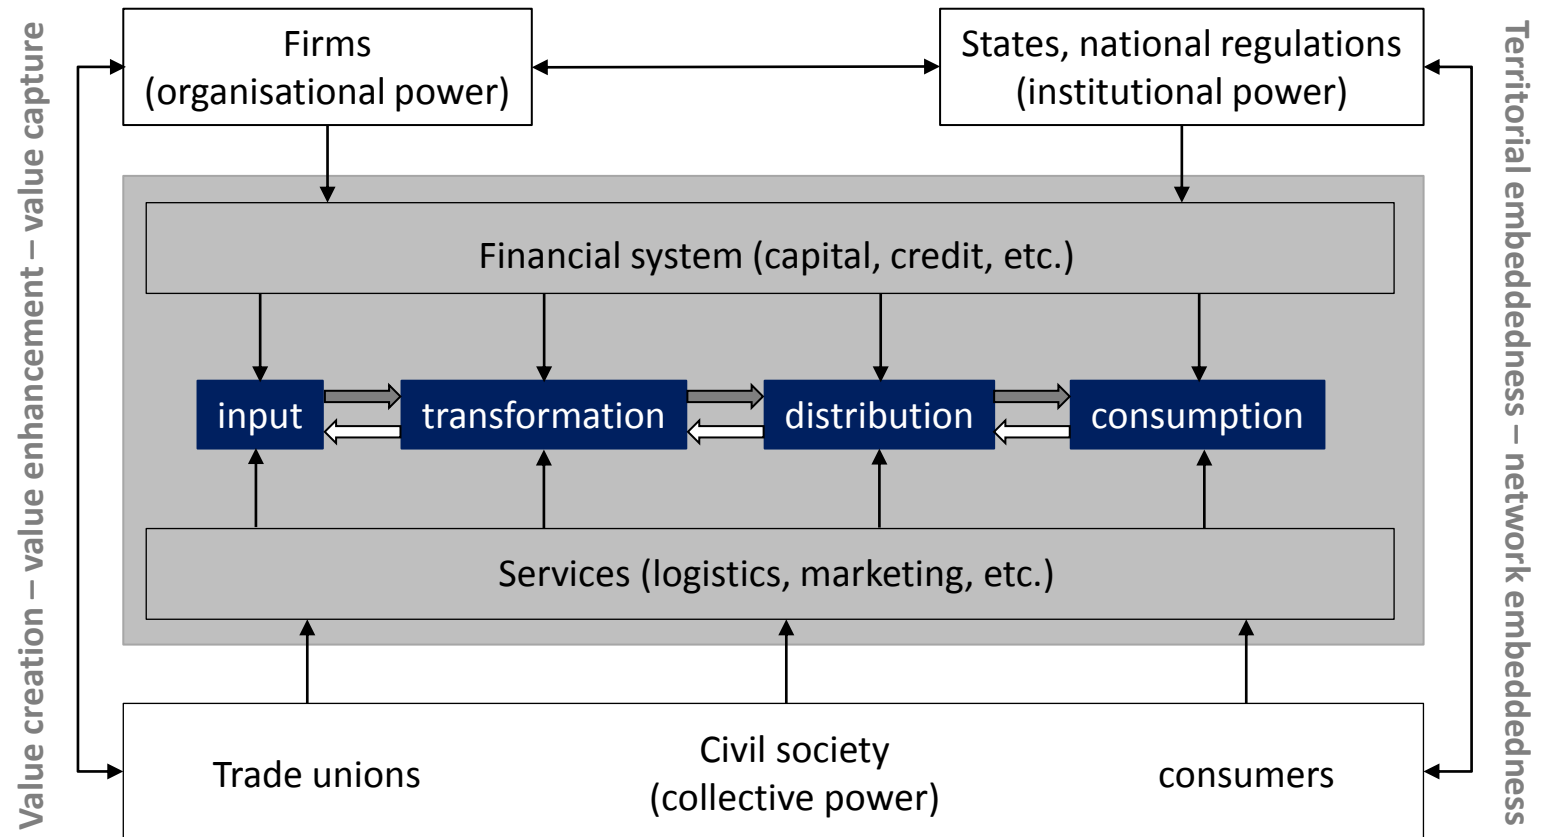 Value creation – value enhancement – value capture
Firms
(organisational power)
States, national regulations
(institutional power)
Territorial embeddedness – network embeddedness
Financial system (capital, credit, etc.)
input
transformation
distribution
consumption
Services (logistics, marketing, etc.)
Trade unions
Civil society
(collective power)
consumers